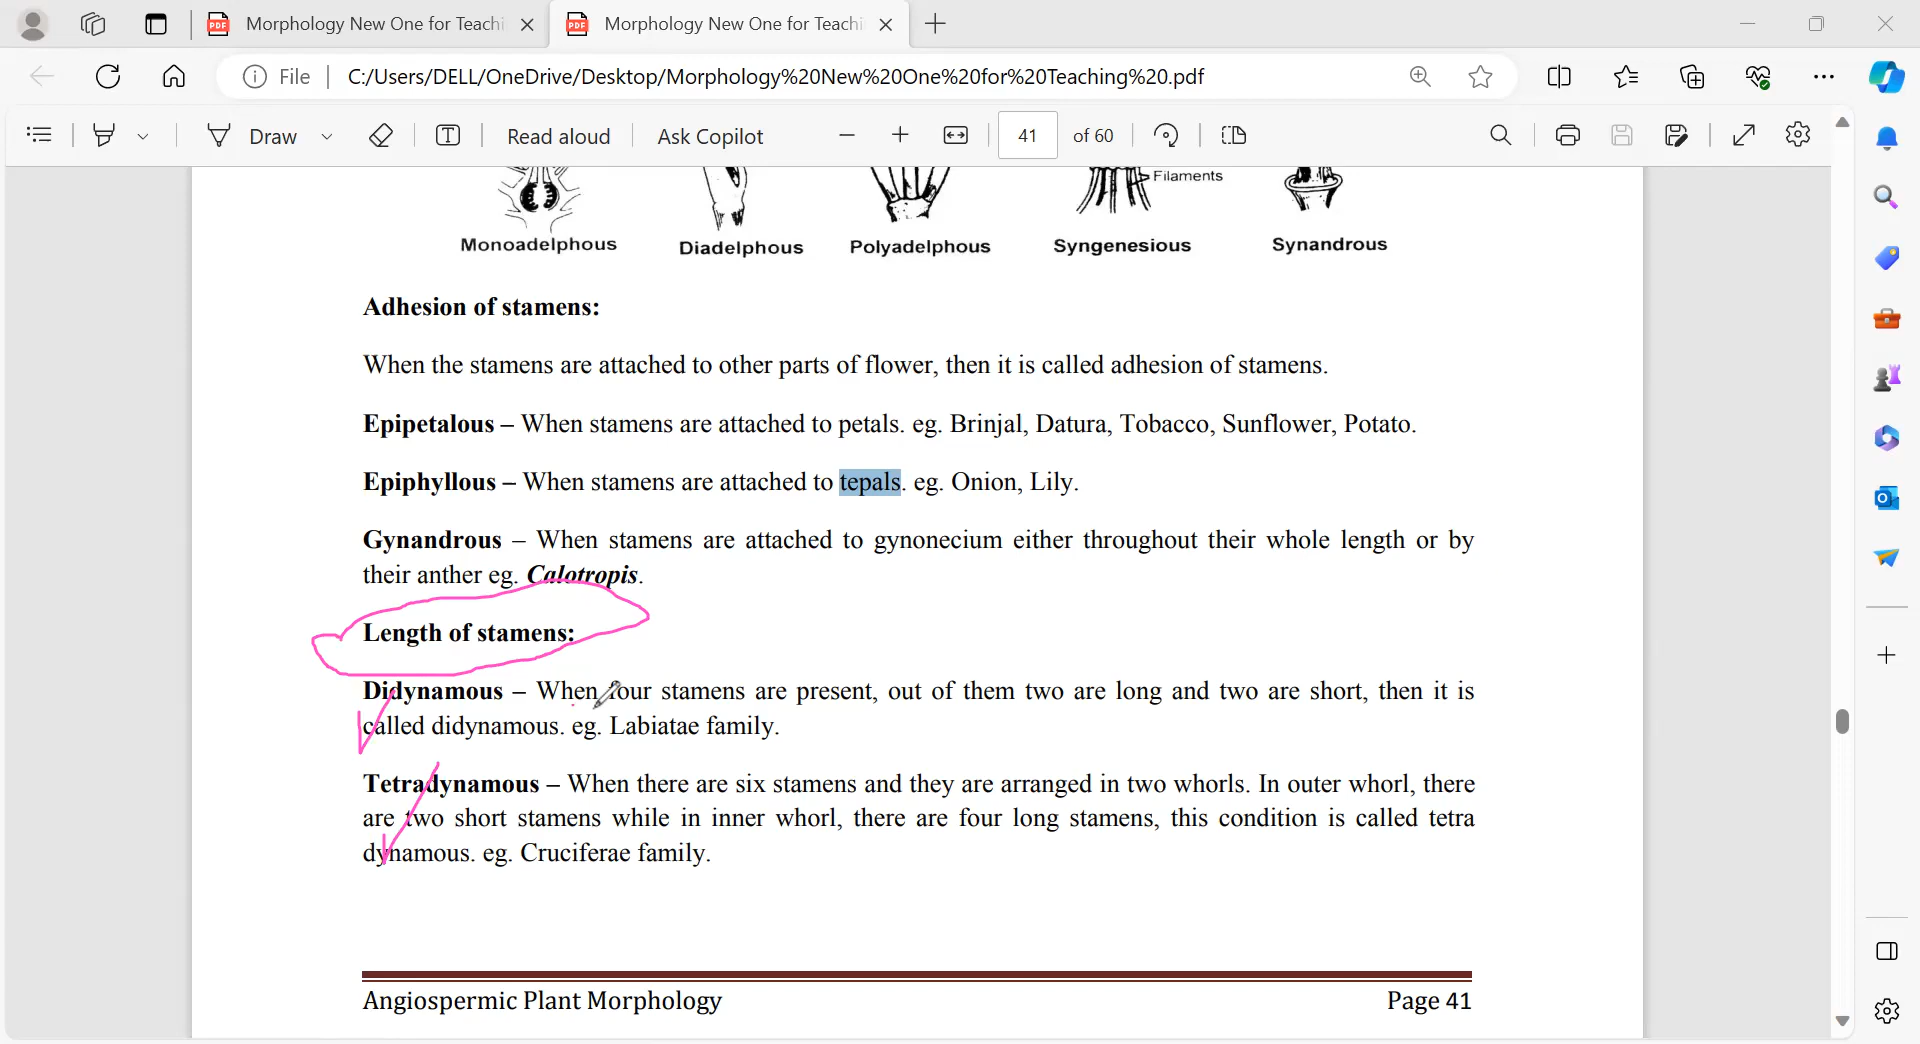 Morphology New One for Teachi
Morphology New One for Teachi
File
C:/Users/DELL/OneDrive/Desktop/Morphology%20New%20One%20for%20Teaching%20.pdf
Draw
Read aloud
Ask Copilot
41
of 60
Filaments
Monoadelphous
Diadelphous
Polyadelphous
Syngenesious
Synandrous
Adhesion of stamens:
When the stamens are attached to other parts of flower, then it is called adhesion of stamens.
Epipetalous – When stamens are attached to petals. eg. Brinjal, Datura, Tobacco, Sunflower, Potato.
Epiphyllous – When stamens are attached to tepals. eg. Onion, Lily.
Gynandrous – When stamens are attached to gynonecium either throughout their whole length or by
their anther eg. Calotropis.
Length of stamens:
Didynamous – When four stamens are present, out of them two are long and two are short, then it is
called didynamous. eg. Labiatae family.
Tetradynamous – When there are six stamens and they are arranged in two whorls. In outer whorl, there
are two short stamens while in inner whorl, there are four long stamens, this condition is called tetra
dynamous. eg. Cruciferae family.
Angiospermic Plant Morphology
Page 41